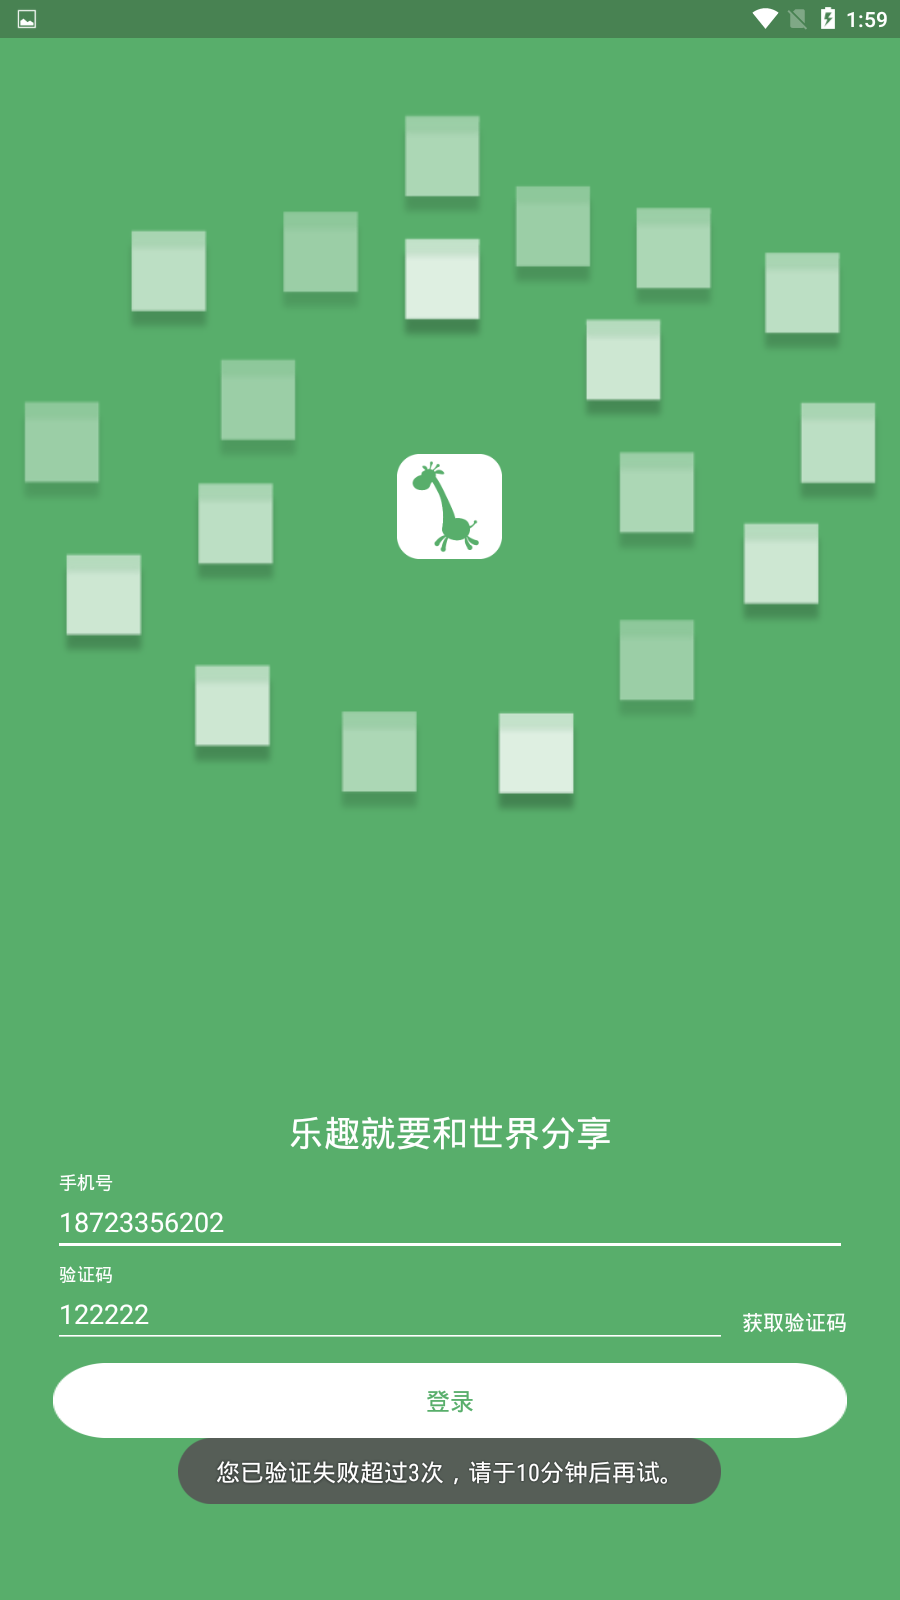 1:59
乐趣就要和世界分享
手机号
18723356202
验证码
122222
获取验证码
登录
您已验证失败超过3次，请于10分钟后再试。